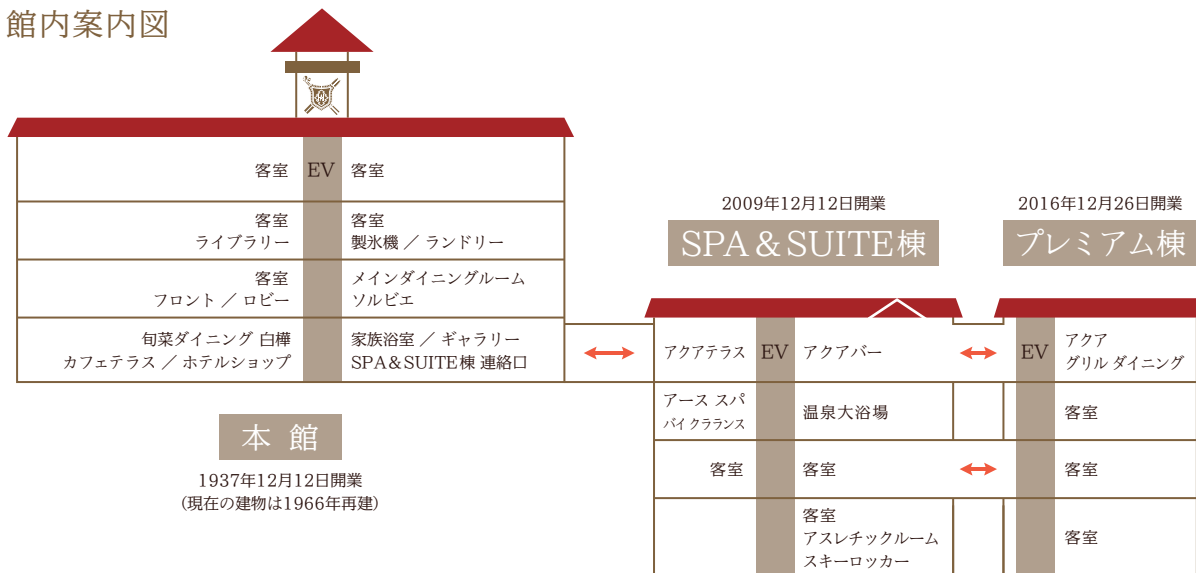 館内案内図
客室 EV 客室
客室 客室
ライブラリー 製氷機 ／ ランドリー
客室 メインダイニングルーム
フロント ／ ロビー ソルビエ
旬菜ダイニング 白樺 家族浴室 ／ ギャラリー
カフェテラス ／ ホテルショップ SPA＆SUITE棟 連絡口
本 館
1937年12月12日開業
(現在の建物は1966年再建)
2009年12月12日開業
SPA＆SUITE棟
アクアテラス EV アクアバー
アース スパ
バイ クラランス
温泉大浴場
客室 客室
客室
アスレチックルーム
スキーロッカー
2016年12月26日開業
プレミアム棟
EV アクア
グリル ダイニング
客室
客室
客室